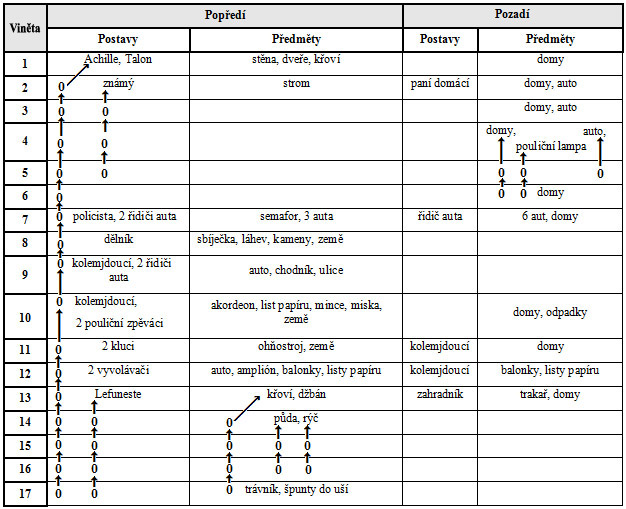 Viněta Popředí Pozadí
Postavy Předměty Postavy Předměty
1 Achille, Talon stěna, dveře, křoví domy
2 0 známý strom paní domácí domy, auto
3 0 0 domy, auto
4 0 0 domy, auto,
pouliční lampa
5 0 0 0 0 0
6 0 0 0 domy
7 0 policista, 2 řidiči auta semafor, 3 auta řidič auta 6 aut, domy
8 0 dělník sbíječka, láhev, kameny, země
9 0 kolemjdoucí, 2 řidiči
auta auto, chodník, ulice
10 0 kolemjdoucí,
2 pouliční zpěváci akordeon, list papíru, mince, miska,
země domy, odpadky
11 0 2 kluci ohňostroj, země kolemjdoucí domy
12 0 2 vyvolávači auto, amplión, balonky, listy papíru kolemjdoucí balonky, listy papíru
13 0 Lefuneste křoví, džbán zahradník trakař, domy
14 0 0 0 půda, rýč
15 0 0 0 0 0
16 0 0 0 0 0
17 0 0 0 trávník, špunty do uší